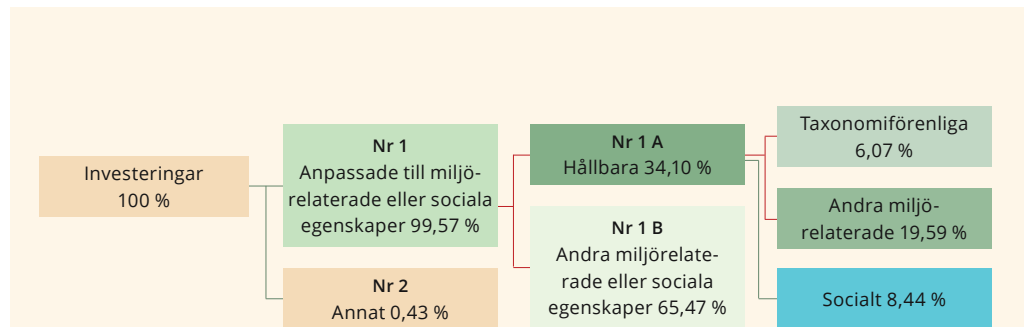 Investeringar
100 %
Nr 1
Anpassade till miljö-
relaterade eller sociala
egenskaper 99,57 %
Nr 2
Annat 0,43 %
Nr 1 A
Hållbara 34,10 %
Nr 1 B
Andra miljörelate-
rade eller sociala
egenskaper 65,47 %
Taxonomiförenliga
6,07 %
Andra miljö-
relaterade 19,59 %
Socialt 8,44 %